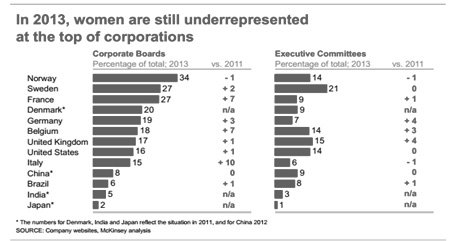 In 2013, women are still underrepresented
at the top of corporations
Corporate Boards Executive Committees
Percentage of total; 2013 vs. 2011 Percentage of total; 2013 vs. 2011
Norway 34 - 1 14 - 1
Sweden 27 + 2 21 0
France 27 + 7 9 + 1
Denmark* 20 n/a 9 n/a
Germany 19 + 3 7 + 4
Belgium 18 + 7 14 + 3
United Kingdom 17 + 1 15 + 4
United States 16 + 1 14 0
Italy 15 + 10 6 - 1
China* 8 0 9 0
Brazil 6 + 1 8 + 1
India* 5 n/a 3 n/a
Japan* 2 n/a 1 n/a
* The numbers for Denmark, India and Japan reflect the situation in 2011, and for China 2012
SOURCE: Company websites, McKinsey analysis